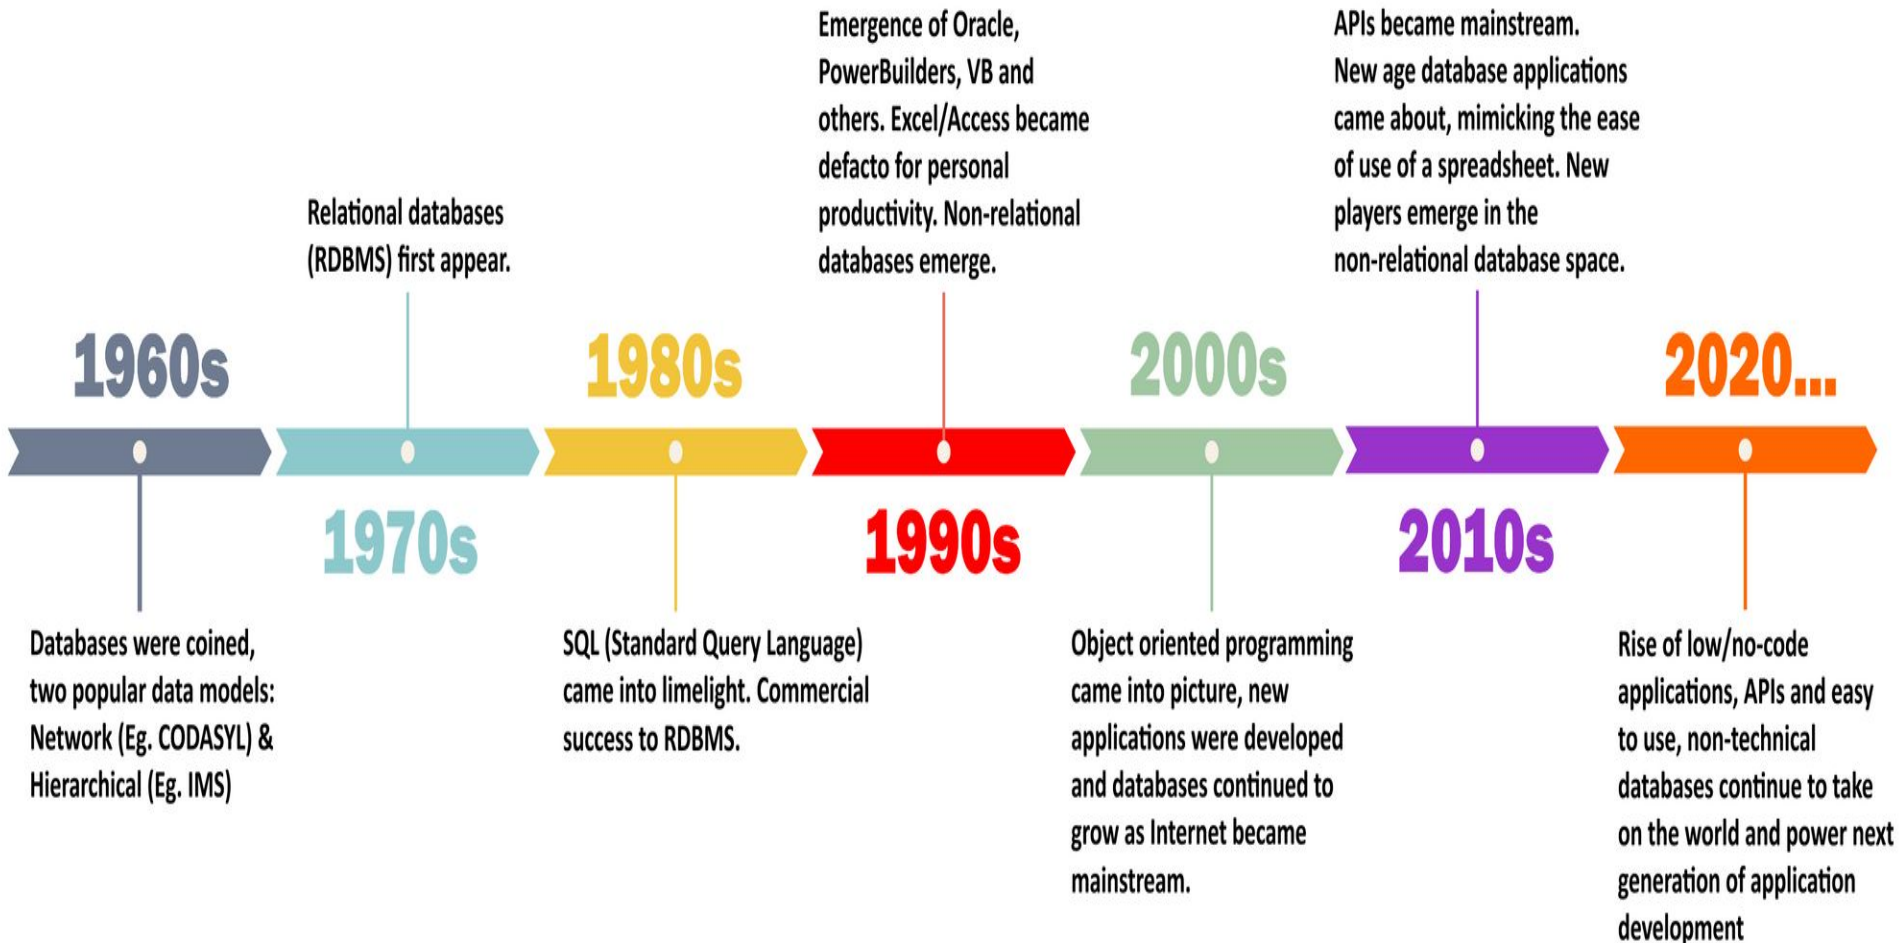 1960s
Databases were coined,
two popular data models:
Network (Eg. CODASYL) &
Hierarchical (Eg. IMS)
Relational databases
(RDBMS) first appear.
1970s
1980s
SQL (Standard Query Language)
came into limelight. Commercial
success to RDBMS.
Emergence of Oracle,
PowerBuilders, VB and
others. Excel/Access became
defacto for personal
productivity. Non-relational
databases emerge.
1990s
2000s
Object oriented programming
came into picture, new
applications were developed
and databases continued to
grow as Internet became
mainstream.
APIs became mainstream.
New age database applications
came about, mimicking the ease
of use of a spreadsheet. New
players emerge in the
non-relational database space.
2010s
2020...
Rise of low/no-code
applications, APIs and easy
to use, non-technical
databases continue to take
on the world and power next
generation of application
development